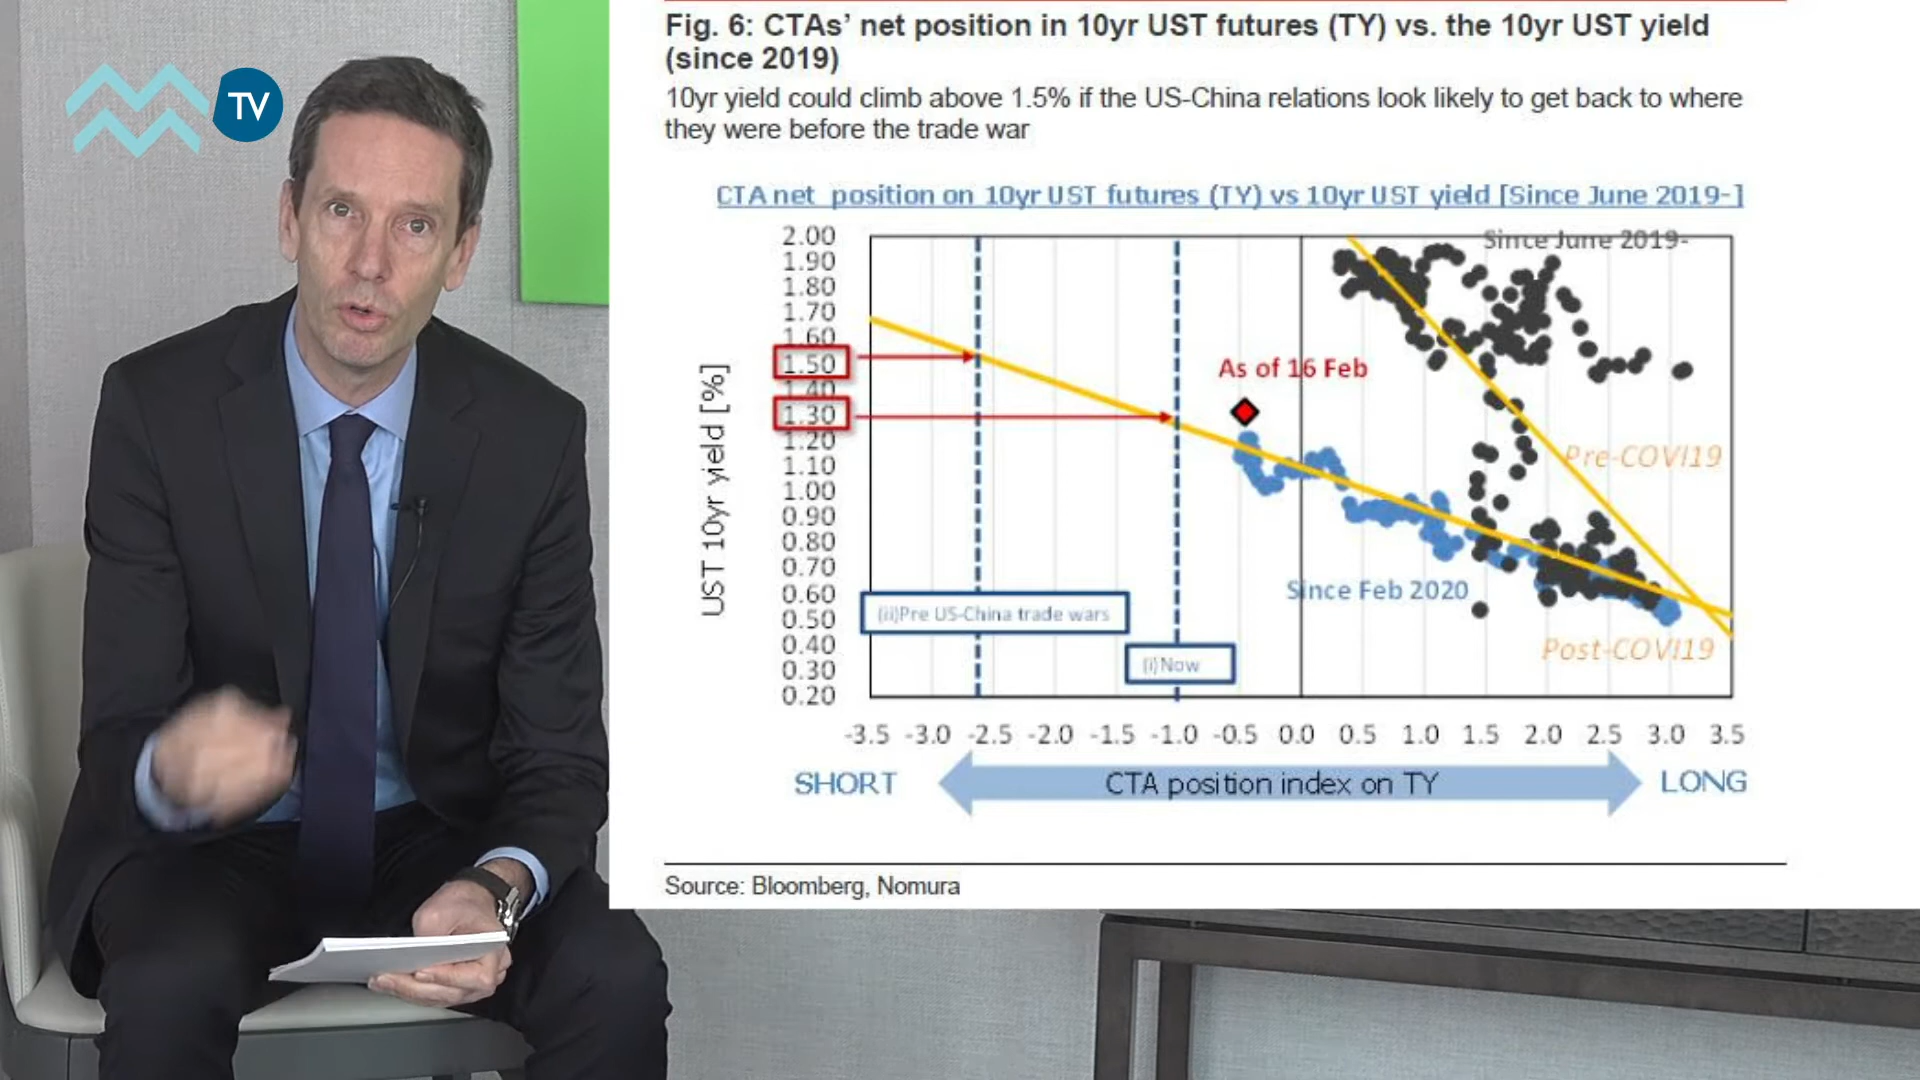 TV
Fig. 6: CTAs’ net position in 10yr UST futures (TY) vs. the 10yr UST yield
(since 2019)
10yr yield could climb above 1.5% if the US-China relations look likely to get back to where
they were before the trade war
CTA net position on 10yr UST futures (TY) vs 10yr UST yield [Since June 2019-]
Since June 2019-
2.00
1.90
1.80
1.70
1.60
1.50
1.40
1.30
1.20
1.10
1.00
0.90
0.80
0.70
0.60
0.50
0.40
0.30
0.20
UST 10yr yield [%]
As of 16 Feb
Pre-COVI19
Since Feb 2020
(ii)Pre US-China trade wars
Post-COVI19
(i)Now
-3.5 -3.0 -2.5 -2.0 -1.5 -1.0 -0.5 0.0 0.5 1.0 1.5 2.0 2.5 3.0 3.5
SHORT CTA position index on TY LONG
Source: Bloomberg, Nomura